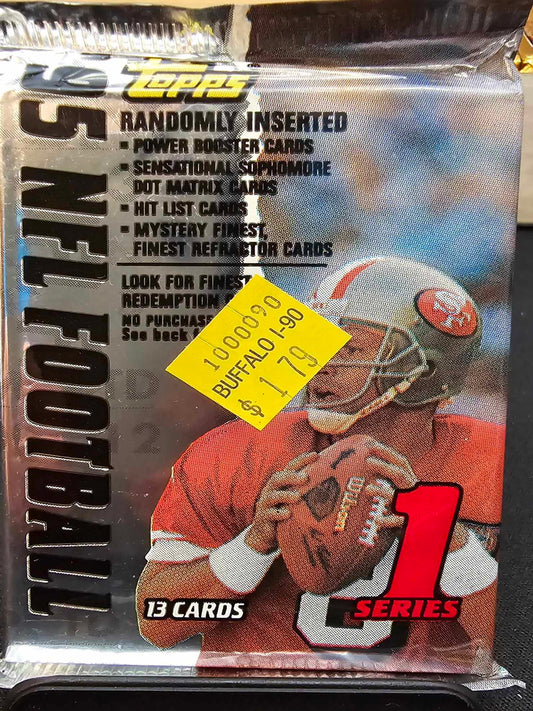 Topps
RANDOMLY INSERTED
▪ POWER BOOSTER CARDS
▪ SENSATIONAL SOPHOMORE
DOT MATRIX CARDS
▪ HIT LIST CARDS
▪ MYSTERY FINEST,
FINEST REFRACTOR CARDS
LOOK FOR FINEST
REDEMPTION
NO PURCHASE
See back
1000090
BUFFALO I-90
$ 1 79
5 NFL FOOTBALL
Wilson
8
13 CARDS
1
SERIES